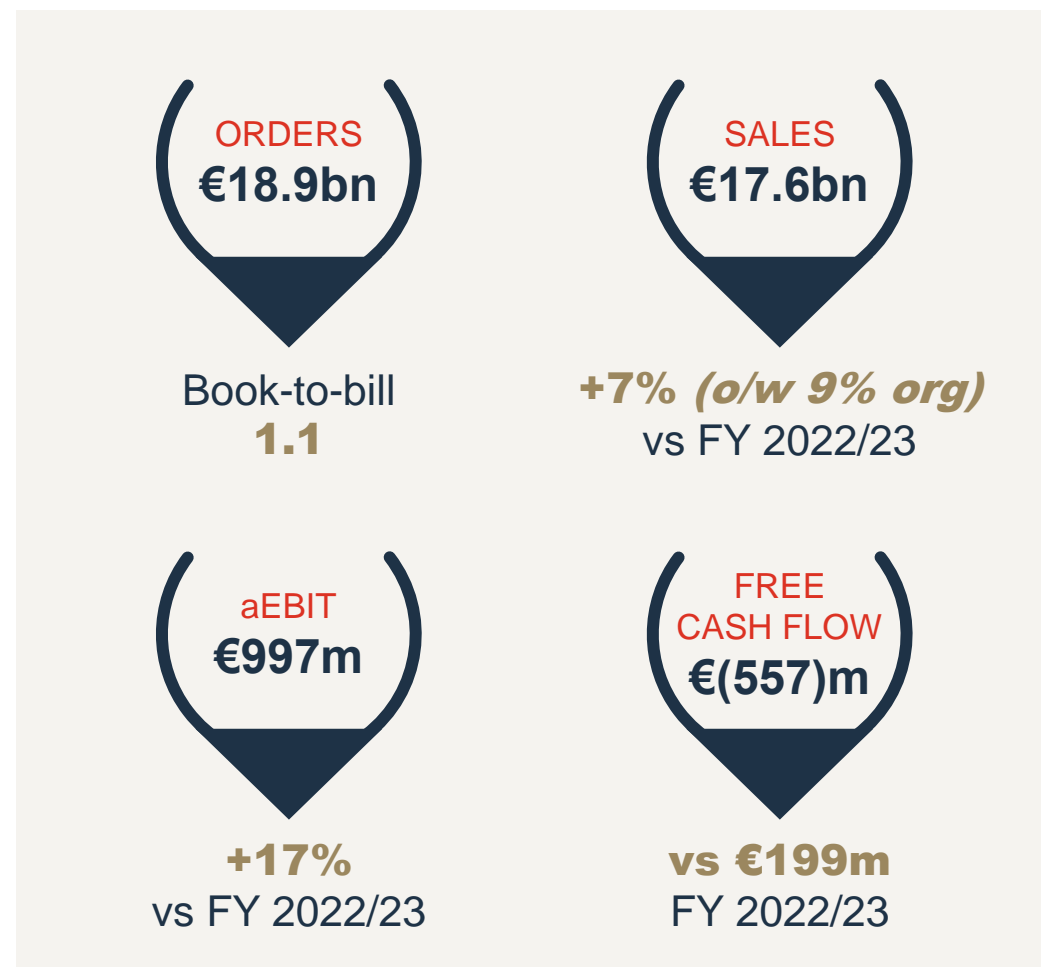 ORDERS
€18.9bn
Book-to-bill
1.1
SALES
€17.6bn
+7% (o/w 9% org)
vs FY 2022/23
aEBIT
€997m
+17%
vs FY 2022/23
FREE
CASH FLOW
€(557)m
vs €199m
FY 2022/23